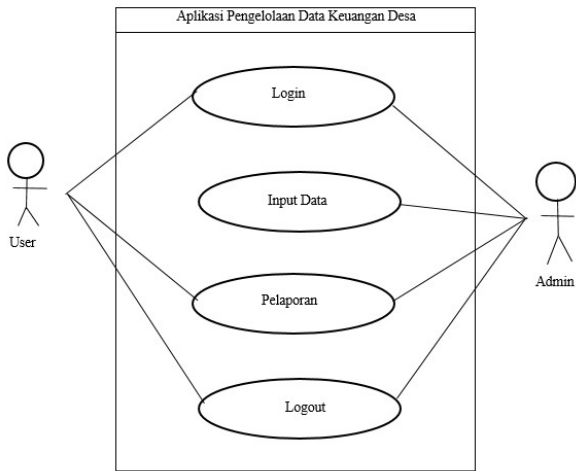 Aplikasi Pengelolaan Data Keuangan Desa
Login
Input Data
User
Pelaporan
Admin
Logout